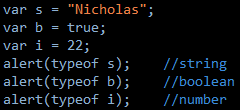 var s = "Nicholas";
var b = true;
var i = 22;
alert(typeof s);     //string
alert(typeof b);     //boolean
alert(typeof i);     //number